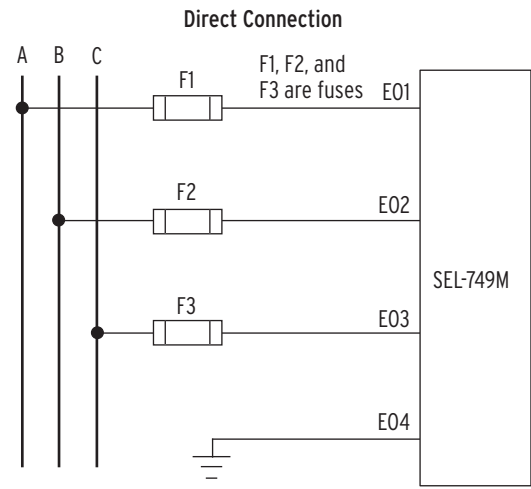 Direct Connection
A B C
F1
F1, F2, and
F3 are fuses
E01
F2
E02
SEL-749M
F3
E03
E04